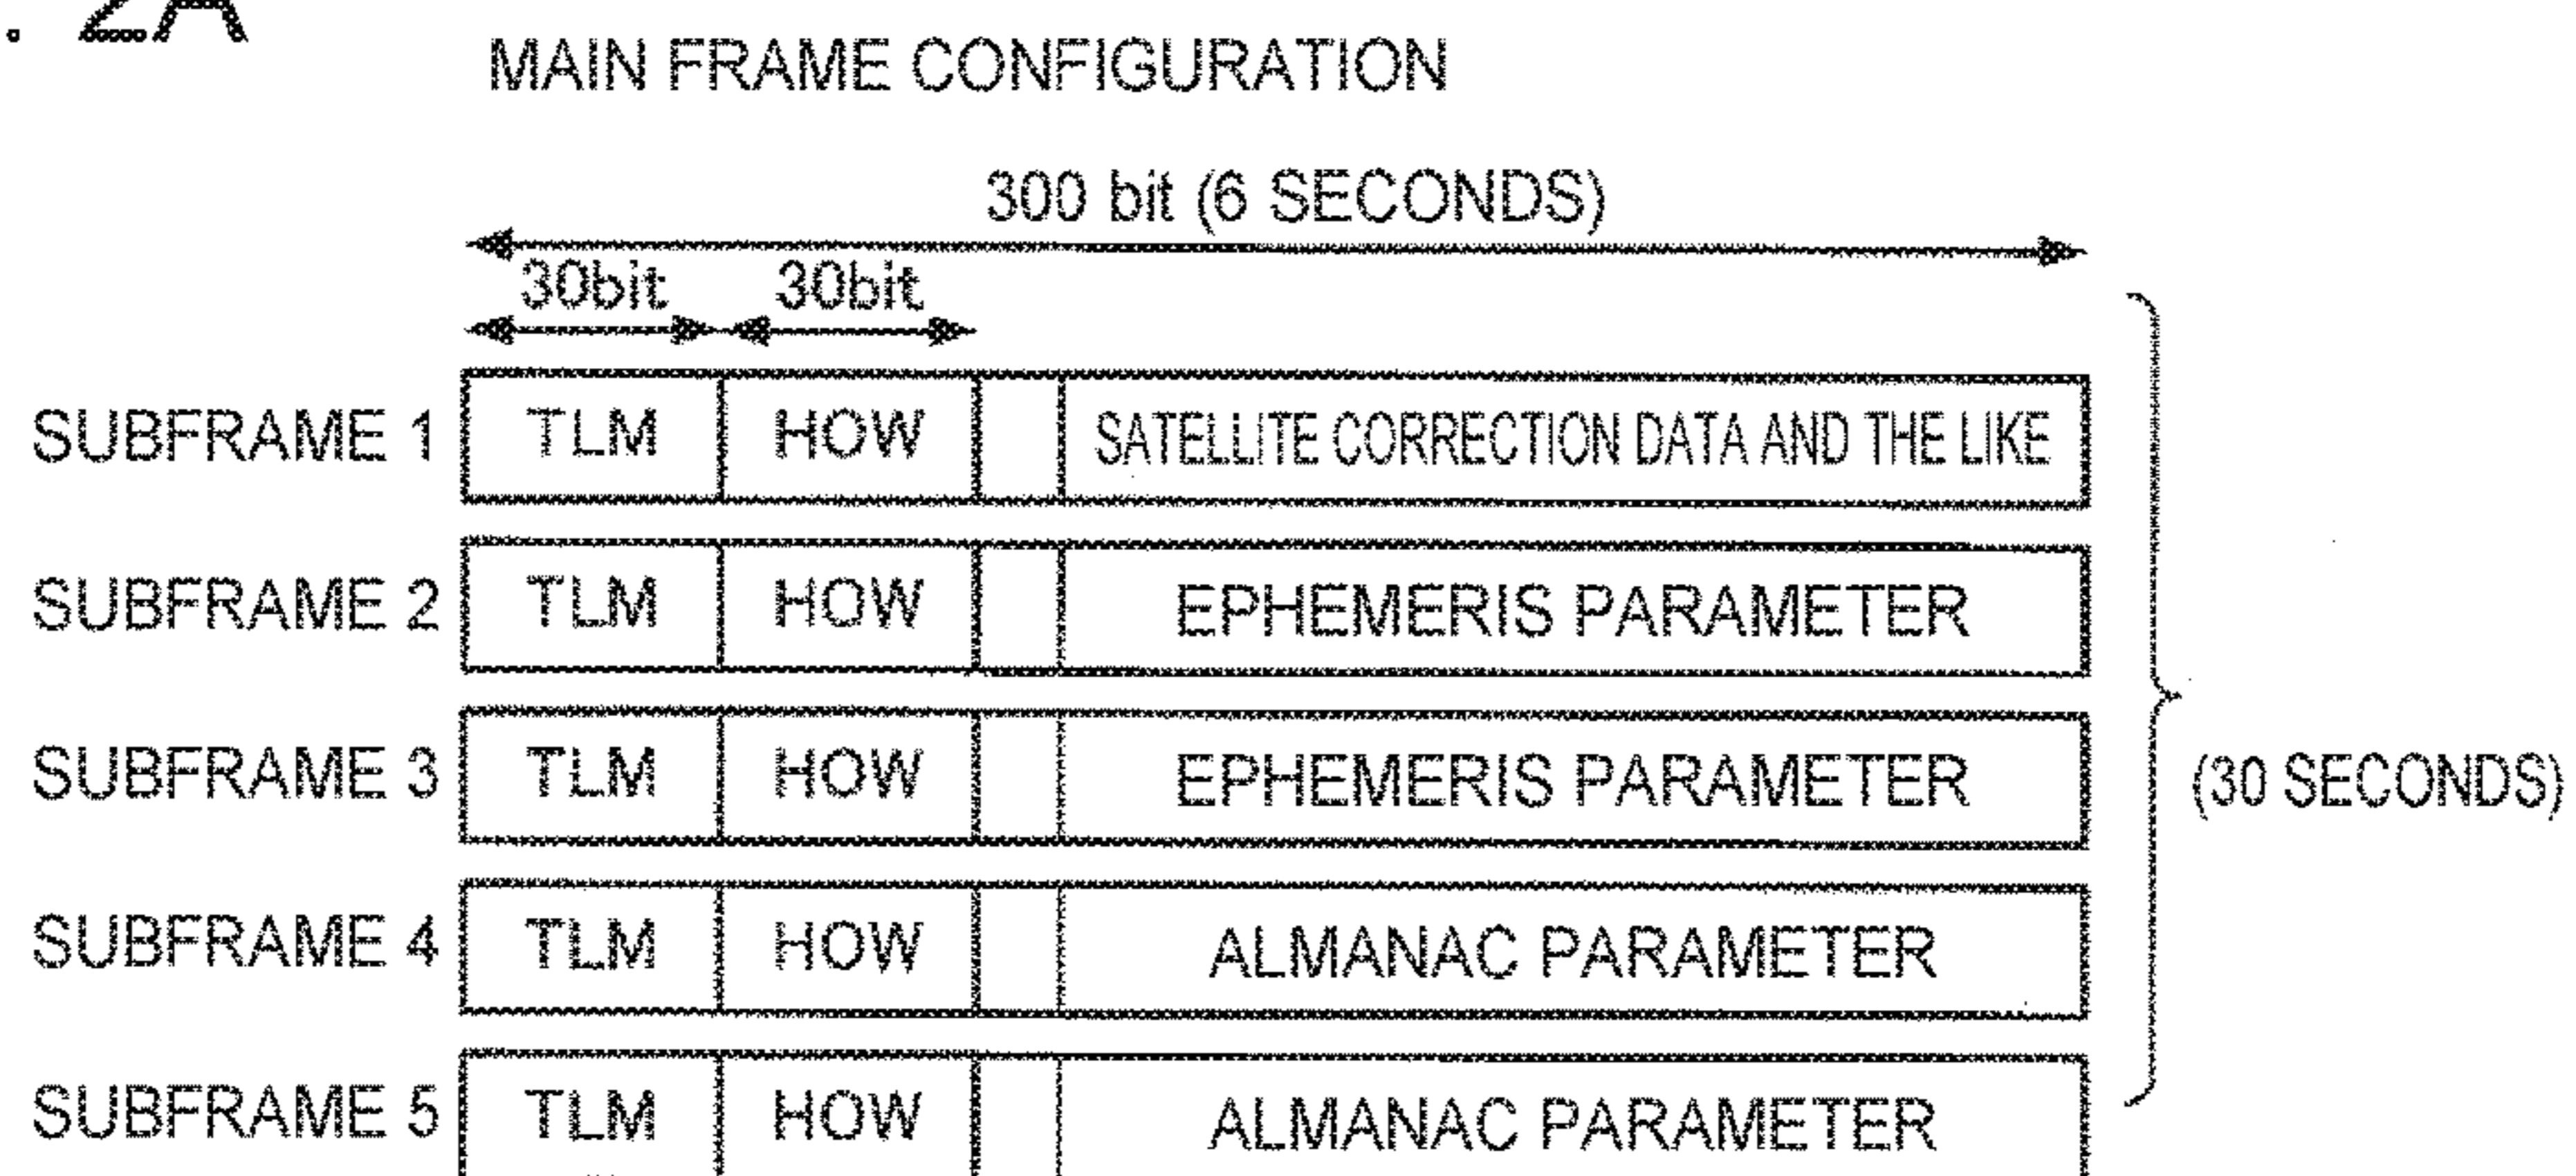 . 2A
MAIN FRAME CONFIGURATION
300 bit (6 SECONDS)
30bit 30bit
SUBFRAME 1 TLM HOW SATELLITE CORRECTION DATA AND THE LIKE
SUBFRAME 2 TLM HOW EPHEMERIS PARAMETER
SUBFRAME 3 TLM HOW EPHEMERIS PARAMETER
(30 SECONDS)
SUBFRAME 4 TLM HOW ALMANAC PARAMETER
SUBFRAME 5 TLM HOW ALMANAC PARAMETER